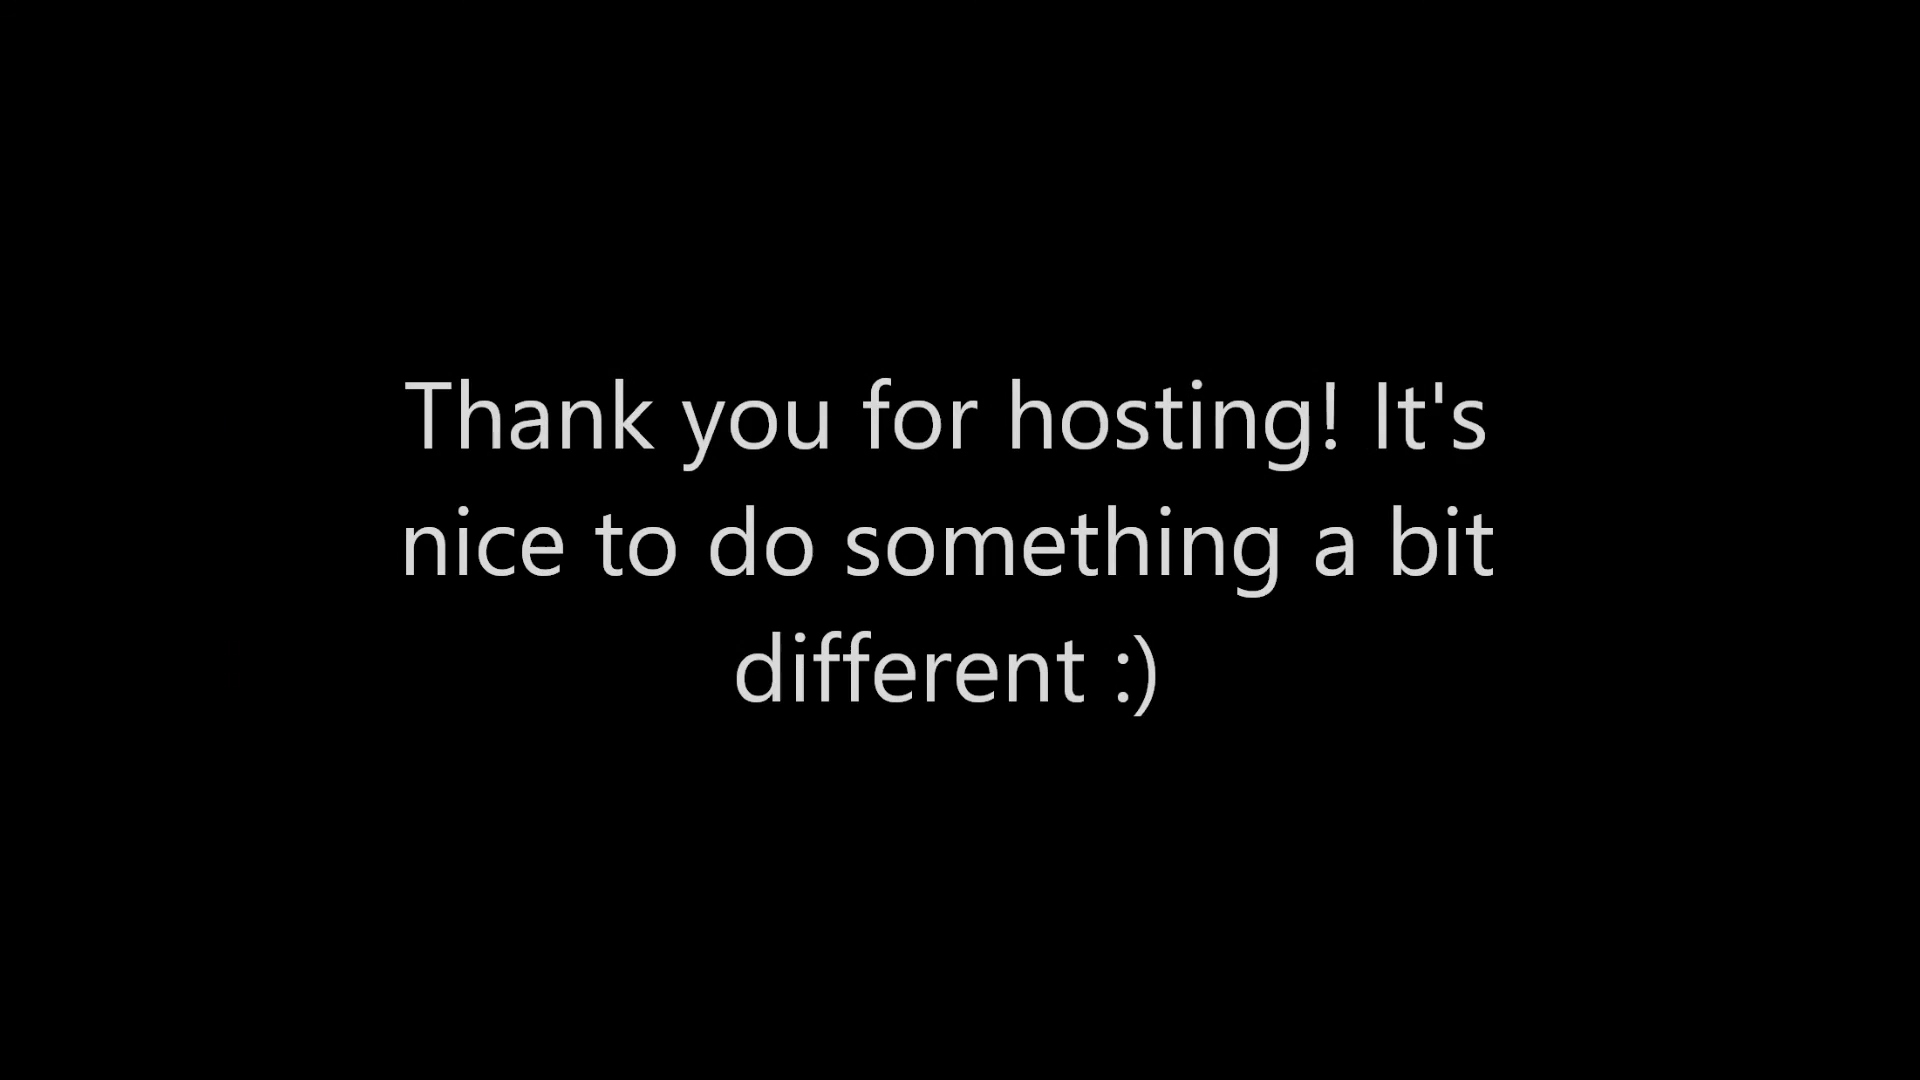 Thank you for hosting! It's
nice to do something a bit
different :)